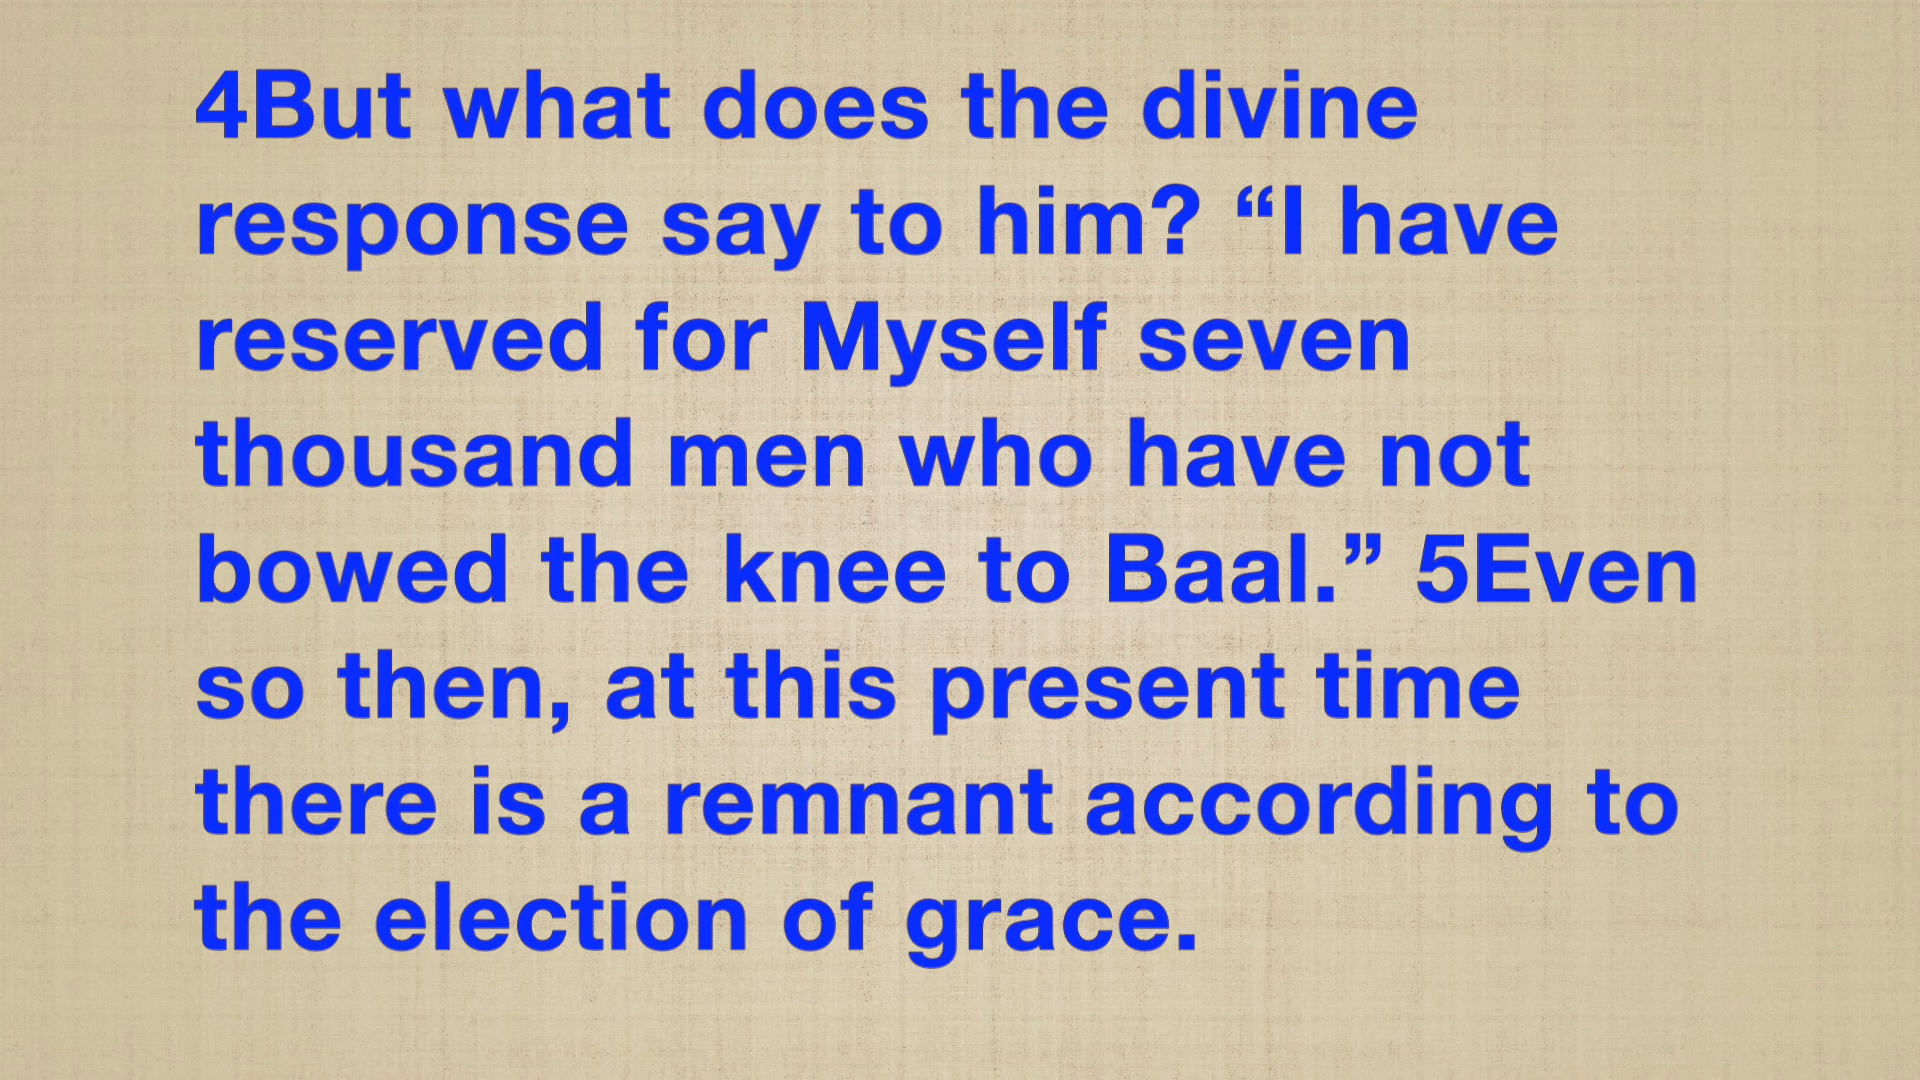 4But what does the divine
response say to him? “I have
reserved for Myself seven
thousand men who have not
bowed the knee to Baal.” 5Even
so then, at this present time
there is a remnant according to
the election of grace.